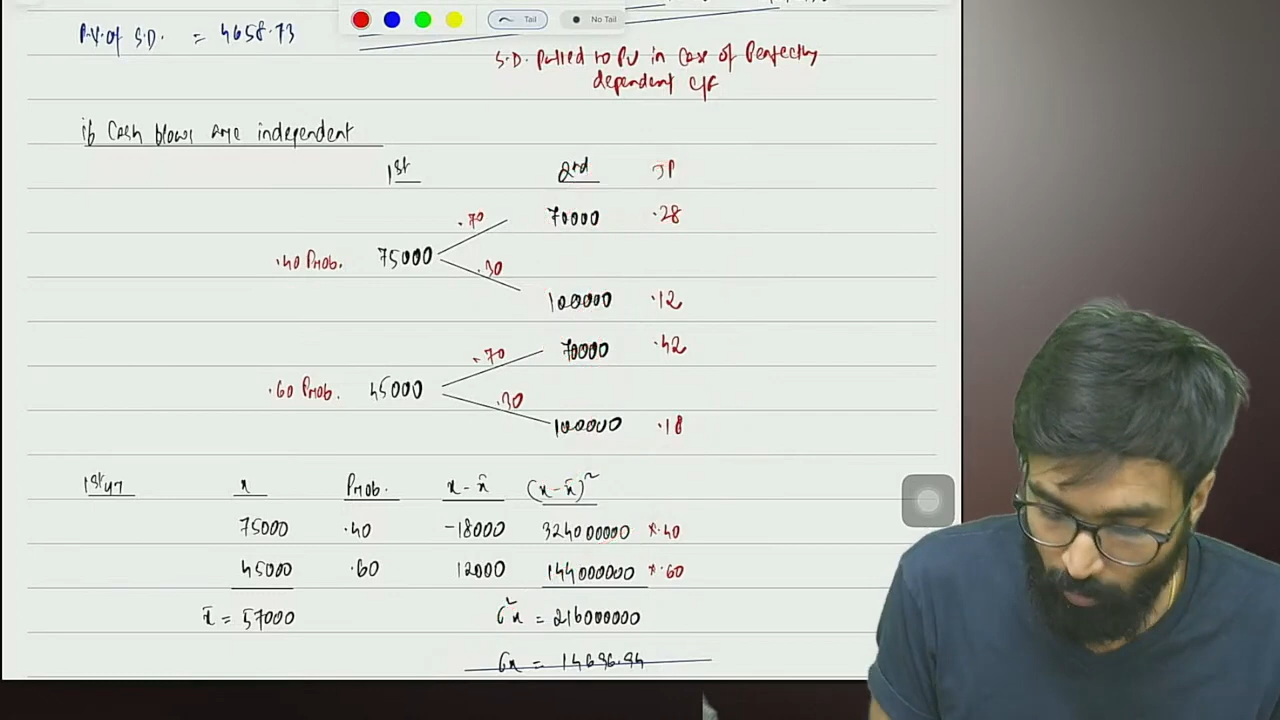 P.V. of S.D. = 4658.73
Tail
No Tail
S.D. Pulled to PV in Case of Perfectly
dependent C/F
if Cash flows are independent
1st 2nd JP
.70 70000 .28
.40 Prob. 75000
.30
100000 .12
.70 70000 .42
.60 Prob. 45000
.30
100000 .18
1st yr x Prob. x - x̄ (x - x̄)²
75000 .40 -18000 324000000 *.40
45000 .60 12000 144000000 *.60
x̄ = 57000 σ²x = 216000000
σx = 14696.94